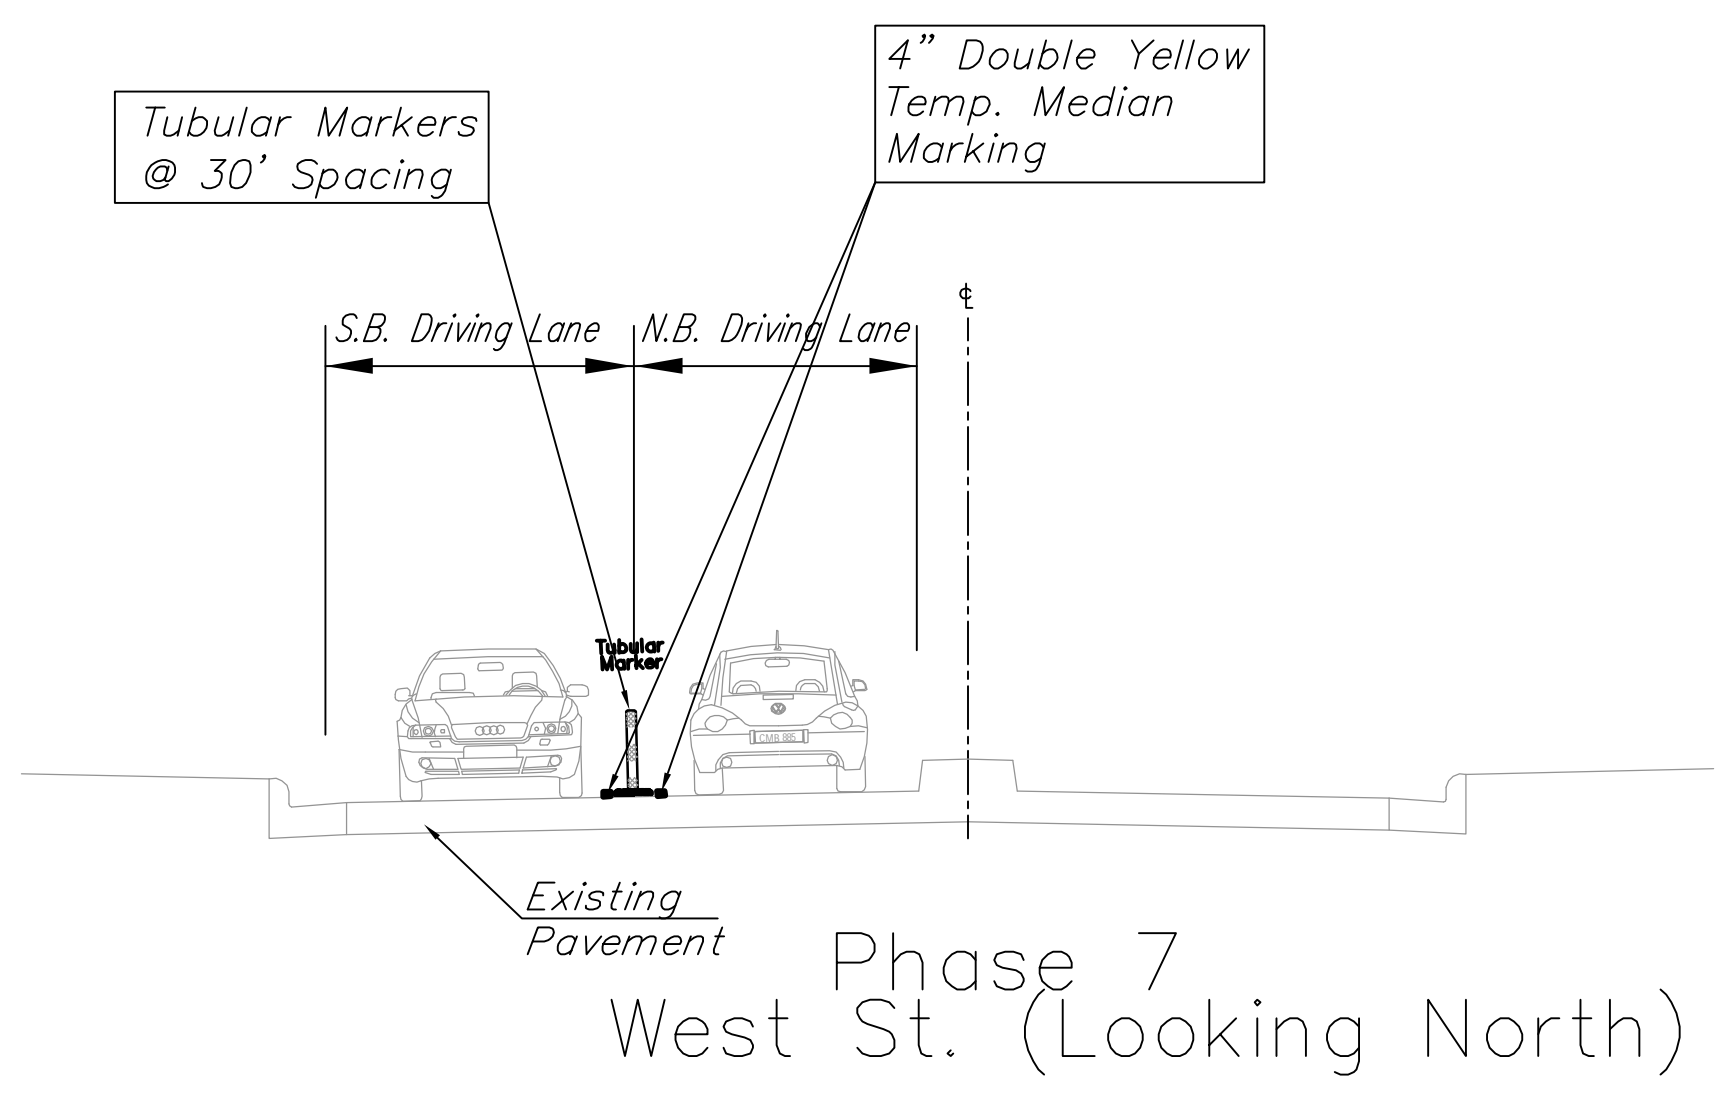 4” Double Yellow
Temp. Median
Marking
Tubular Markers
@ 30’ Spacing
℄
S.B. Driving Lane
N.B. Driving Lane
Tubular
Marker
CMB 885
Existing
Pavement
Phase 7
West St. (Looking North)